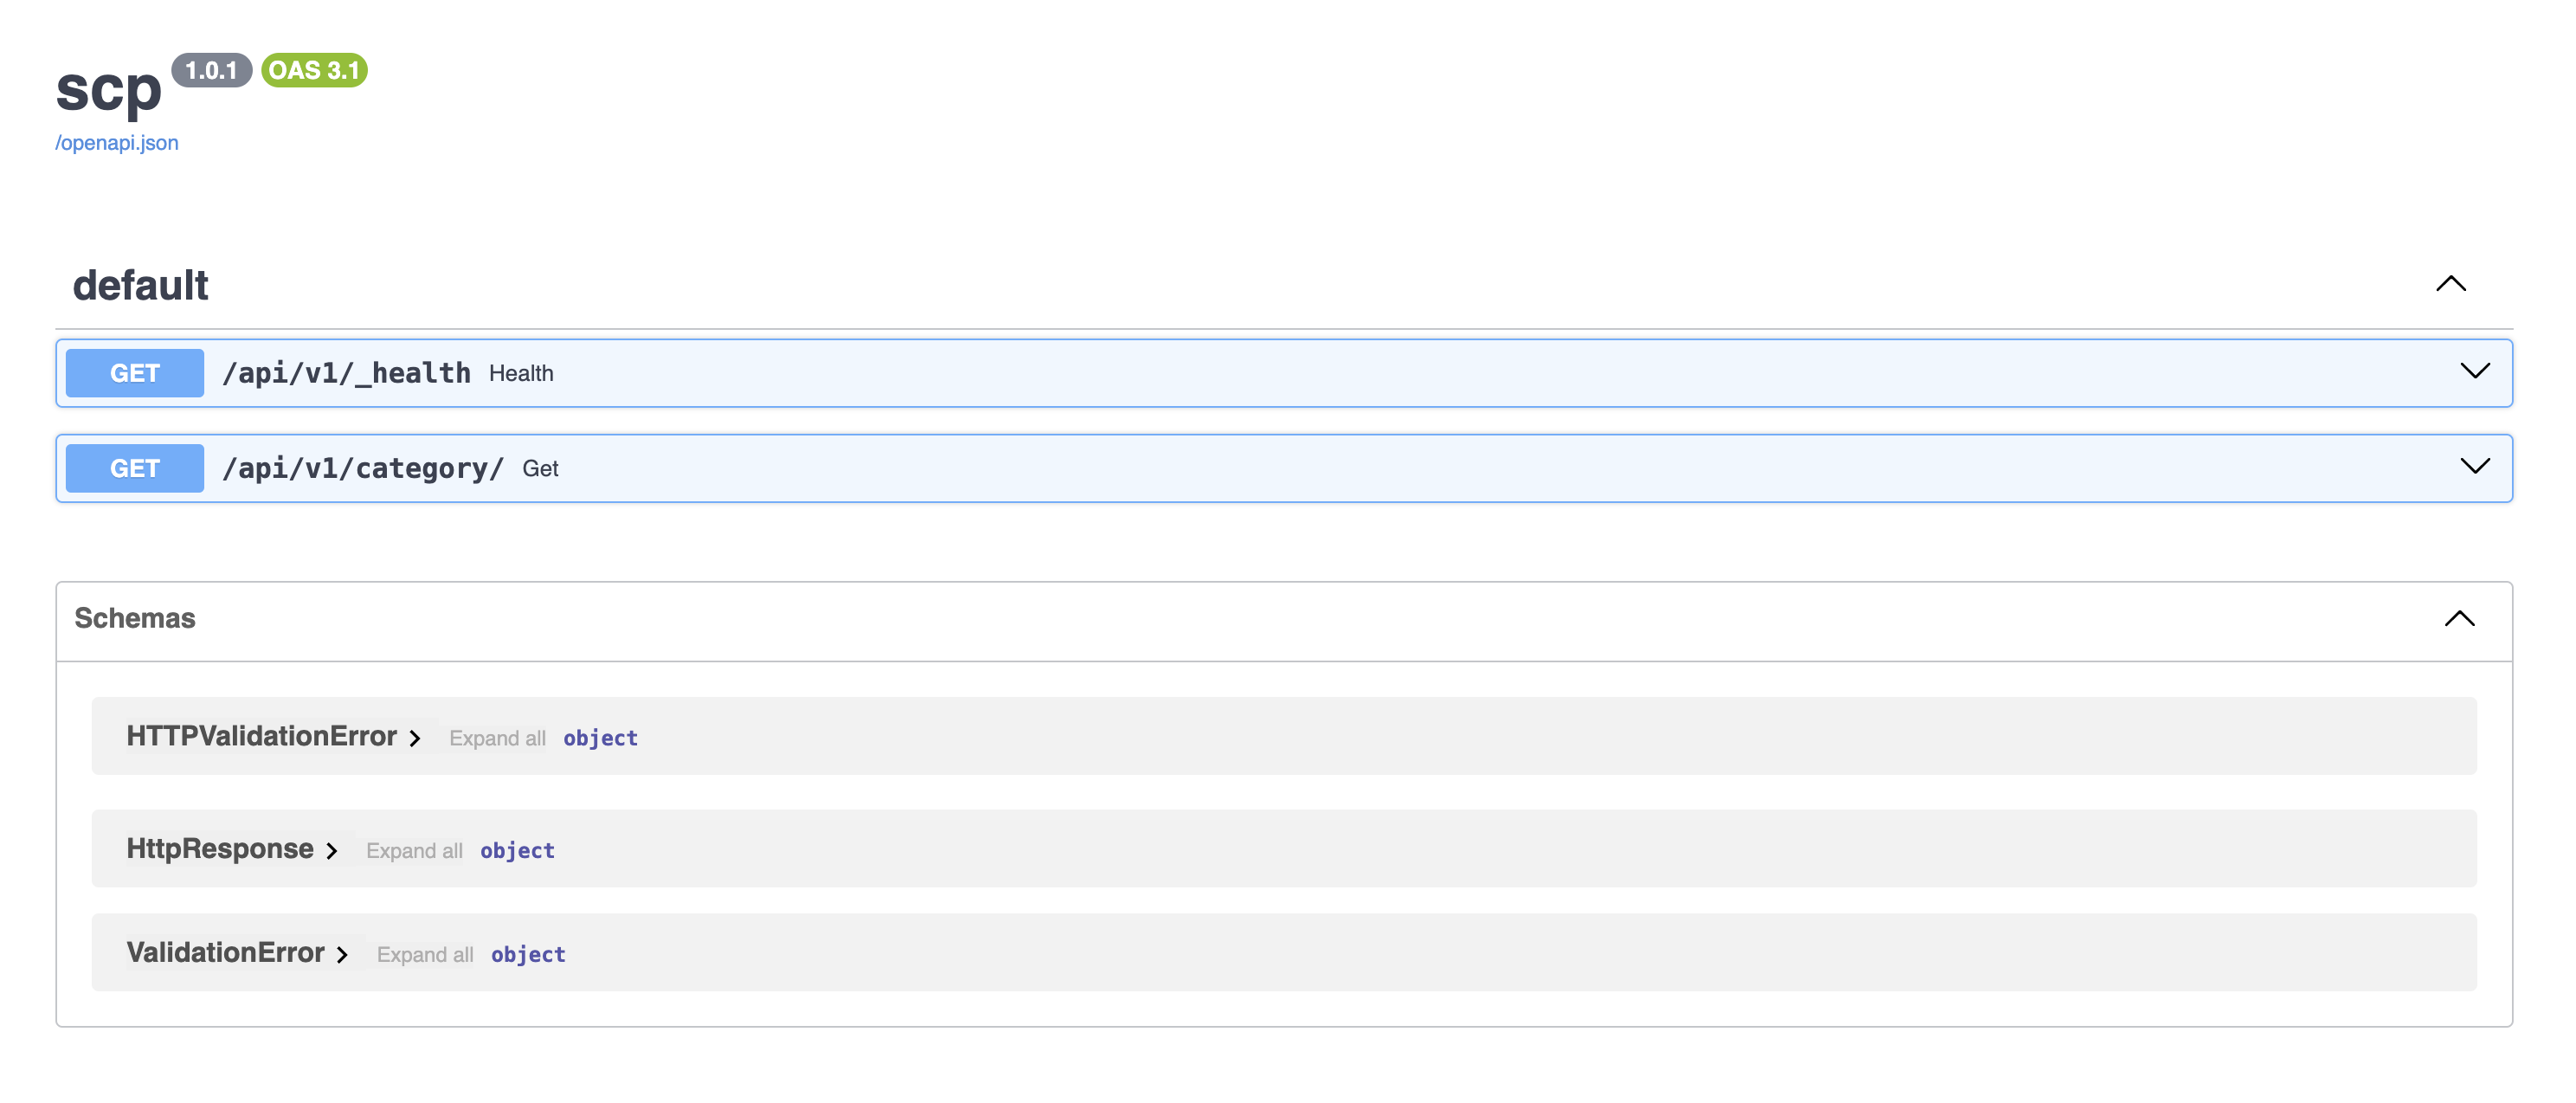 scp 1.0.1 OAS 3.1
/openapi.json
default
GET /api/v1/_health Health
GET /api/v1/category/ Get
Schemas
HTTPValidationError Expand all object
HttpResponse Expand all object
ValidationError Expand all object